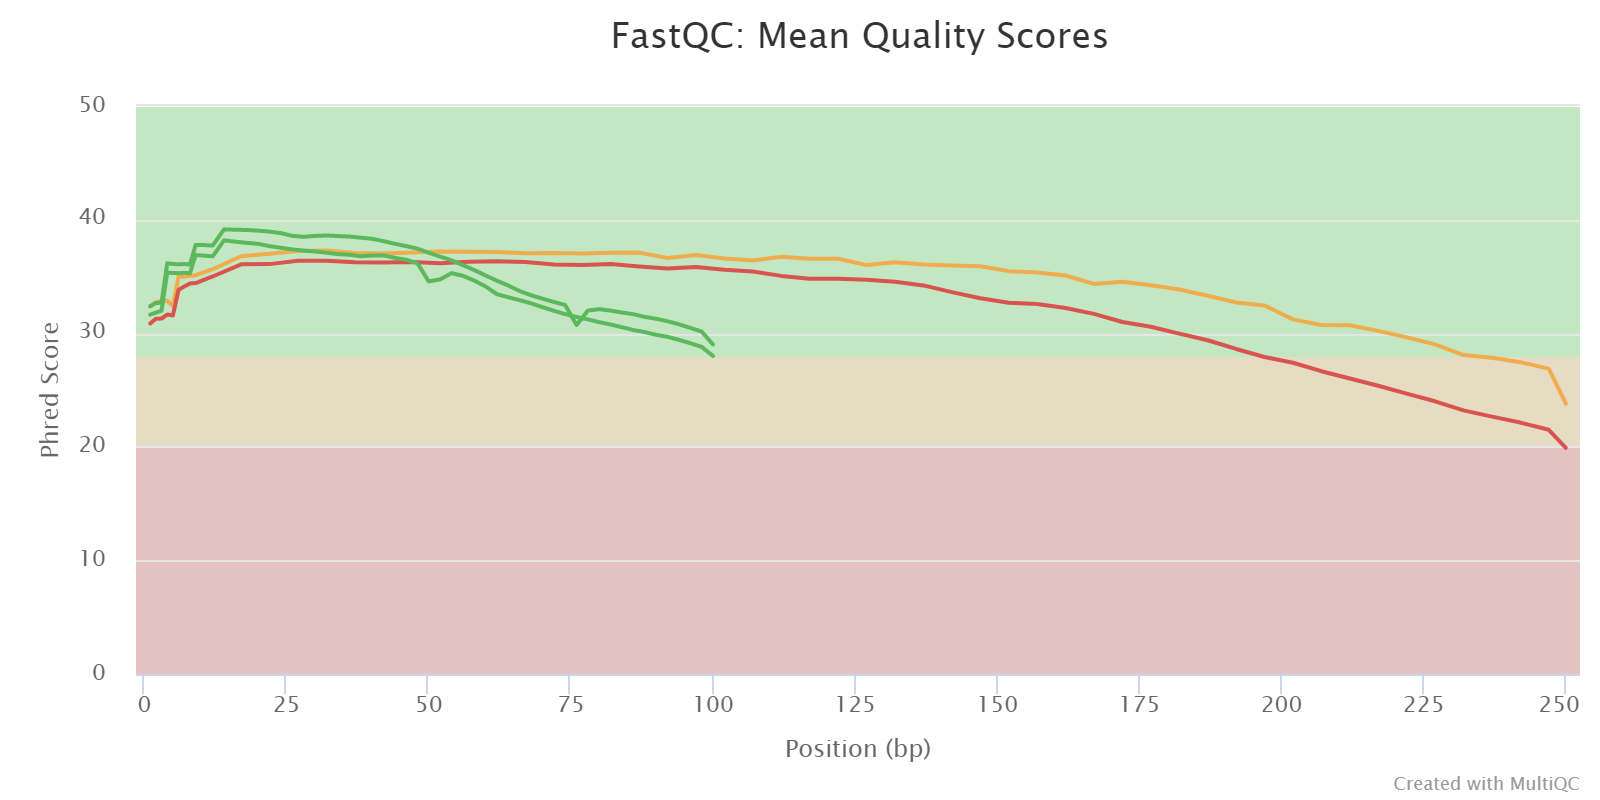 FastQC: Mean Quality Scores
50
40
30
20
10
0
Phred Score
0 25 50 75 100 125 150 175 200 225 250
Position (bp)
Created with MultiQC